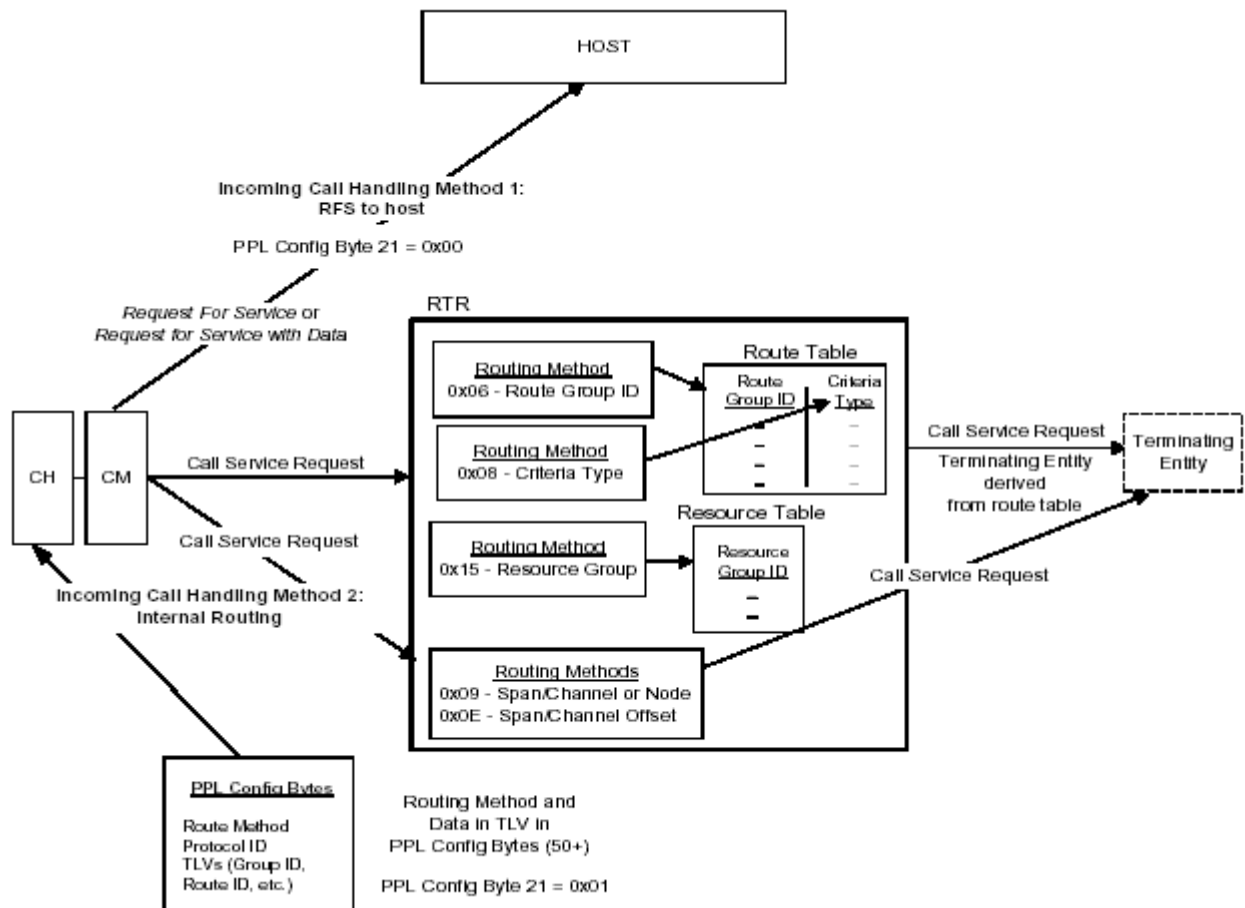 HOST
Incoming Call Handling Method 1:
RFS to host
PPL Config Byte 21 = 0x00
Request For Service or
Request for Service with Data
RTR
Routing Method
0x06 - Route Group ID
Route Table
Route
Group ID
Criteria
Type
Routing Method
0x08 - Criteria Type
CH
CM
Call Service Request
Call Service Request
Call Service Request
Terminating Entity
derived
from route table
Terminating
Entity
Resource Table
Routing Method
0x15 - Resource Group
Resource
Group ID
Call Service Request
Incoming Call Handling Method 2:
Internal Routing
Routing Methods
0x09 - Span/Channel or Node
0x0E - Span/Channel Offset
PPL Config Bytes
Route Method
Protocol ID
TLVs (Group ID,
Route ID, etc.)
Routing Method and
Data in TLV in
PPL Config Bytes (50+)
PPL Config Byte 21 = 0x01